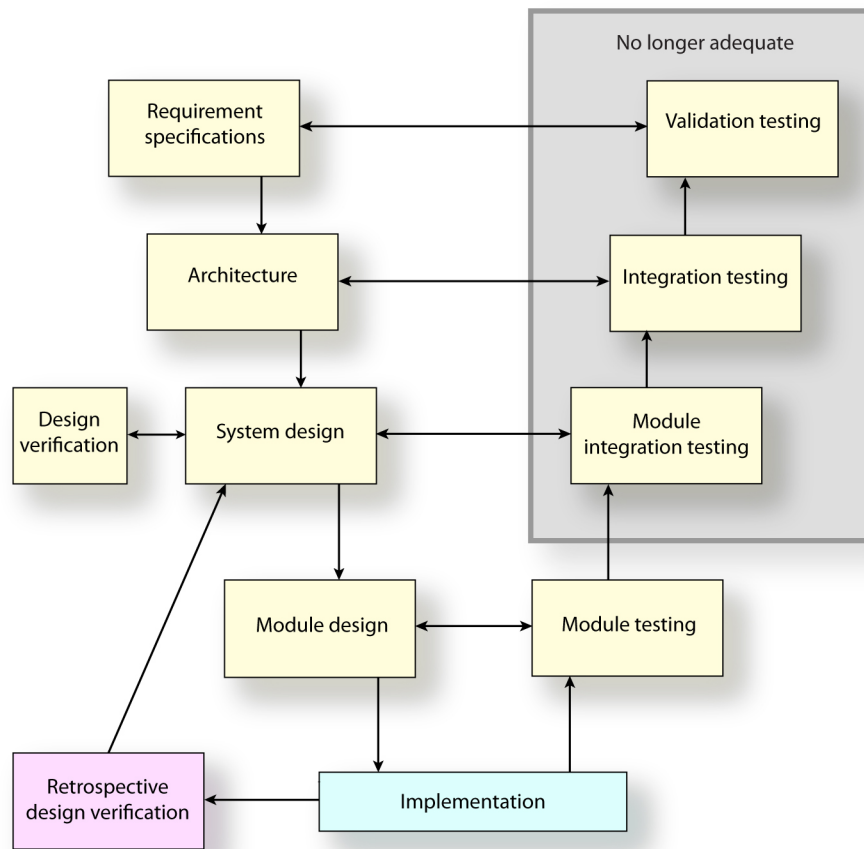 No longer adequate
Requirement
specifications
Validation testing
Architecture
Integration testing
Design
verification
System design
Module
integration testing
Module design
Module testing
Retrospective
design verification
Implementation